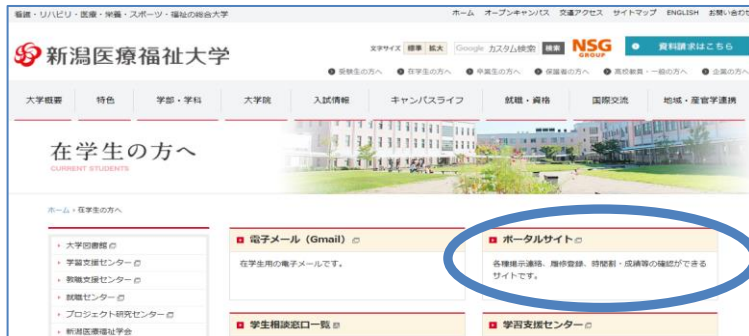 看護・リハビリ・医療・栄養・スポーツ・福祉の総合大学
ホーム オープンキャンパス 交通アクセス サイトマップ ENGLISH お問い合わせ
新潟医療福祉大学
文字サイズ 標準 拡大 Google カスタム検索 検索 NSG GROUP 資料請求はこちら
受験生の方へ 在学生の方へ 卒業生の方へ 保護者の方へ 高校教員・一般の方へ 企業の方へ
大学概要 特色 学部・学科 大学院 入試情報 キャンパスライフ 就職・資格 国際交流 地域・産官学連携
在学生の方へ
CURRENT STUDENTS
ホーム › 在学生の方へ
大学図書館
学習支援センター
教職支援センター
就職センター
プロジェクト研究センター
新潟医療福祉学会
電子メール（Gmail）
在学生用の電子メールです。
ポータルサイト
各種掲示連絡、履修登録、時間割・成績等の確認ができる
サイトです。
学生相談窓口一覧
学習支援センター